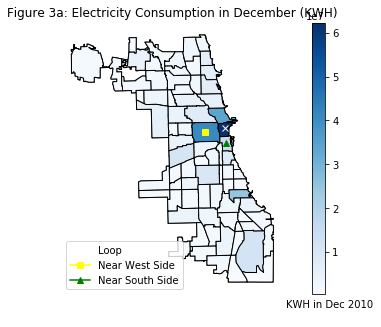 Figure 3a: Electricity Consumption in December (KWH)
1e7
6
5
4
3
2
1
Loop
Near West Side
Near South Side
KWH in Dec 2010